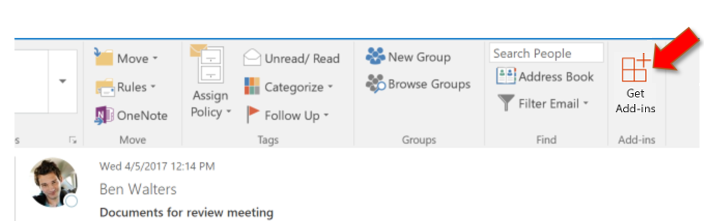 Move
Rules
OneNote
Move
Assign
Policy
Unread/ Read
Categorize
Follow Up
Tags
New Group
Browse Groups
Groups
Search People
Address Book
Filter Email
Find
Get
Add-ins
Add-ins
Wed 4/5/2017 12:14 PM
Ben Walters
Documents for review meeting